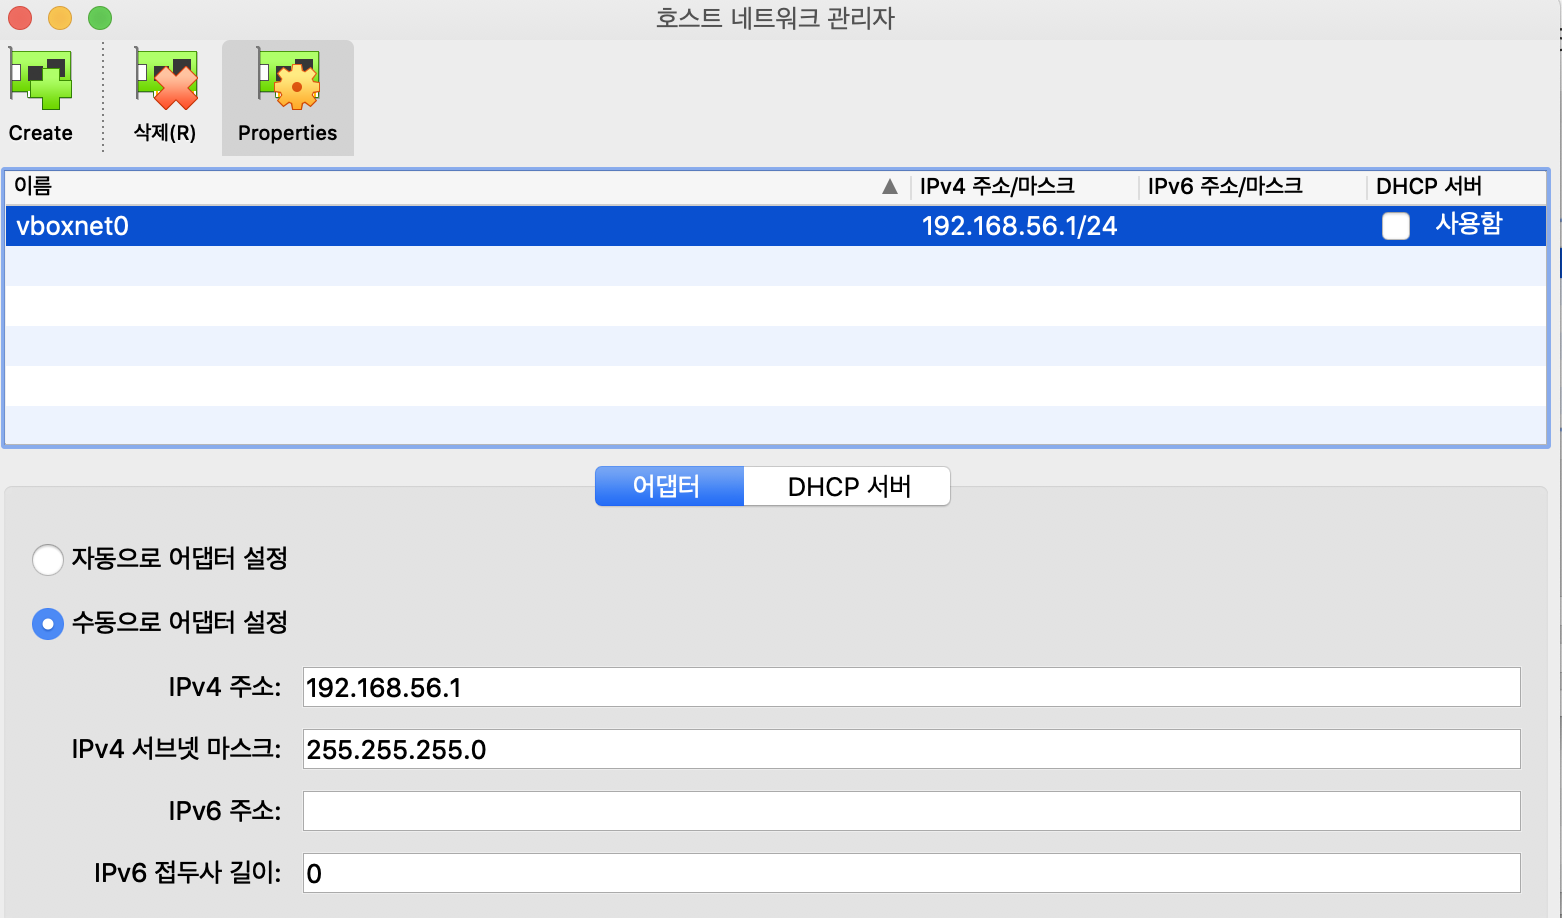 호스트 네트워크 관리자
Create 삭제(R) Properties
이름 IPv4 주소/마스크 IPv6 주소/마스크 DHCP 서버
vboxnet0 192.168.56.1/24 사용함
어댑터 DHCP 서버
자동으로 어댑터 설정
수동으로 어댑터 설정
IPv4 주소: 192.168.56.1
IPv4 서브넷 마스크: 255.255.255.0
IPv6 주소:
IPv6 접두사 길이: 0